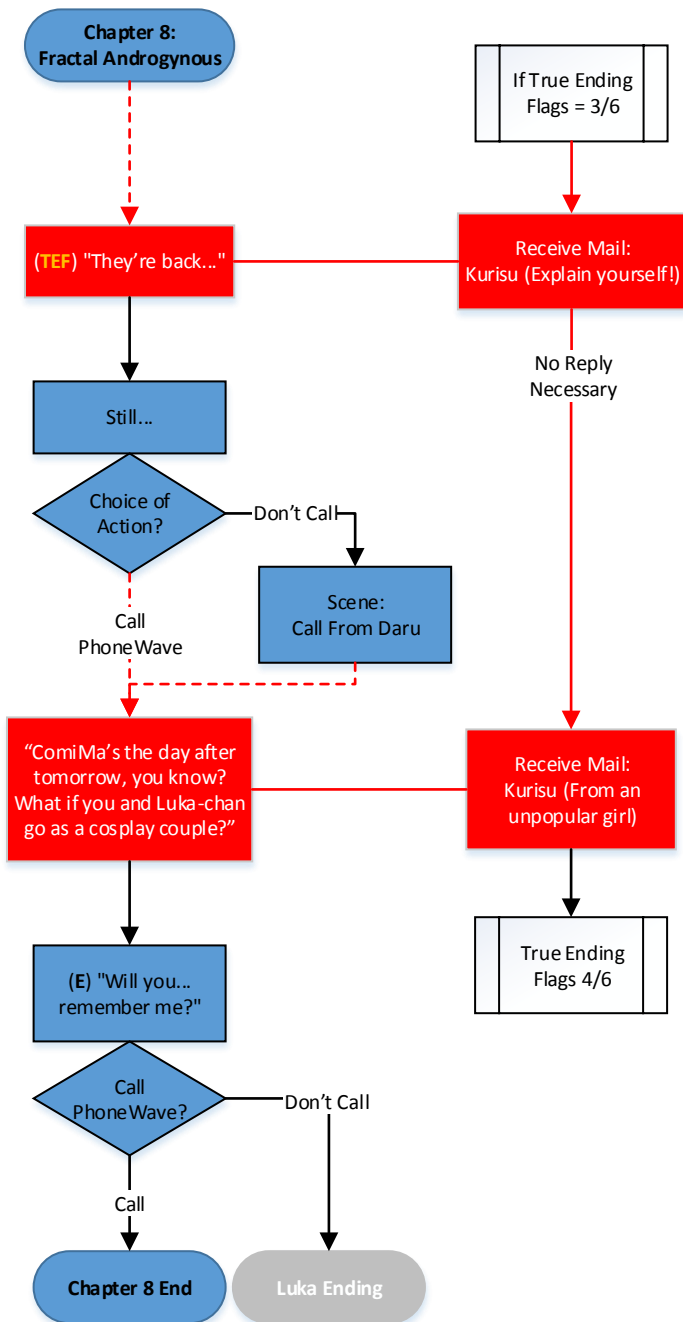 Chapter 8:
Fractal Androgynous
If True Ending
Flags = 3/6
(TEF) "They're back..."
Receive Mail:
Kurisu (Explain yourself!)
No Reply
Necessary
Still...
Choice of
Action?
Don't Call
Scene:
Call From Daru
Call
PhoneWave
“ComiMa's the day after
tomorrow, you know?
What if you and Luka-chan
go as a cosplay couple?”
Receive Mail:
Kurisu (From an
unpopular girl)
True Ending
Flags 4/6
(E) "Will you...
remember me?"
Call
PhoneWave?
Don't Call
Call
Chapter 8 End
Luka Ending